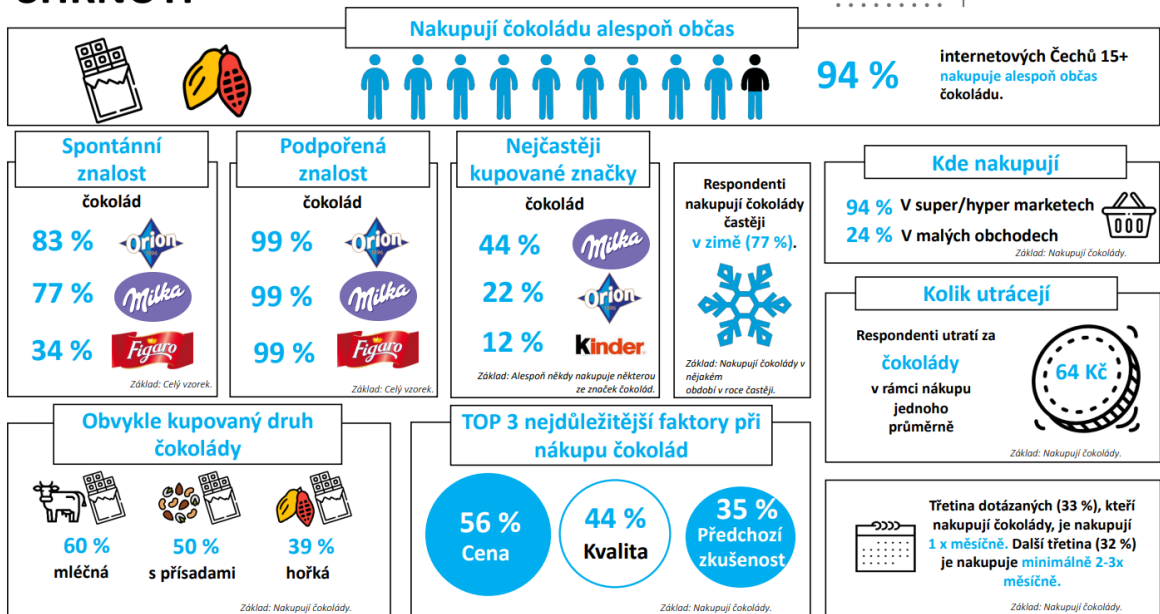 Nakupují čokoládu alespoň občas
94 %
internetových Čechů 15+
nakupuje alespoň občas
čokoládu.
Spontánní
znalost
čokolád
83 % Orion
77 % Milka
34 % Figaro
Základ: Celý vzorek.
Podpořená
znalost
čokolád
99 % Orion
99 % Milka
99 % Figaro
Základ: Celý vzorek.
Nejčastěji
kupované značky
čokolád
44 % Milka
22 % Orion
12 % Kinder
Základ: Alespoň někdy nakupuje některou
ze značek čokolád.
Respondenti
nakupují čokolády
častěji
v zimě (77 %).
Základ: Nakupují čokolády v
nějakém
období v roce častěji.
Kde nakupují
94 % V super/hyper marketech
24 % V malých obchodech
Základ: Nakupují čokolády.
Kolik utrácejí
Respondenti utratí za
čokolády
v rámci nákupu
jednoho
průměrně
64 Kč
Základ: Nakupují čokolády.
Obvykle kupovaný druh
čokolády
60 %
mléčná
50 %
s přísadami
39 %
hořká
Základ: Nakupují čokolády.
TOP 3 nejdůležitější faktory při
nákupu čokolád
56 %
Cena
44 %
Kvalita
35 %
Předchozí
zkušenost
Základ: Nakupují čokolády.
Třetina dotázaných (33 %), kteří
nakupují čokolády, je nakupují
1 x měsíčně. Další třetina (32 %)
je nakupuje minimálně 2-3x
měsíčně.
Základ: Nakupují čokolády.